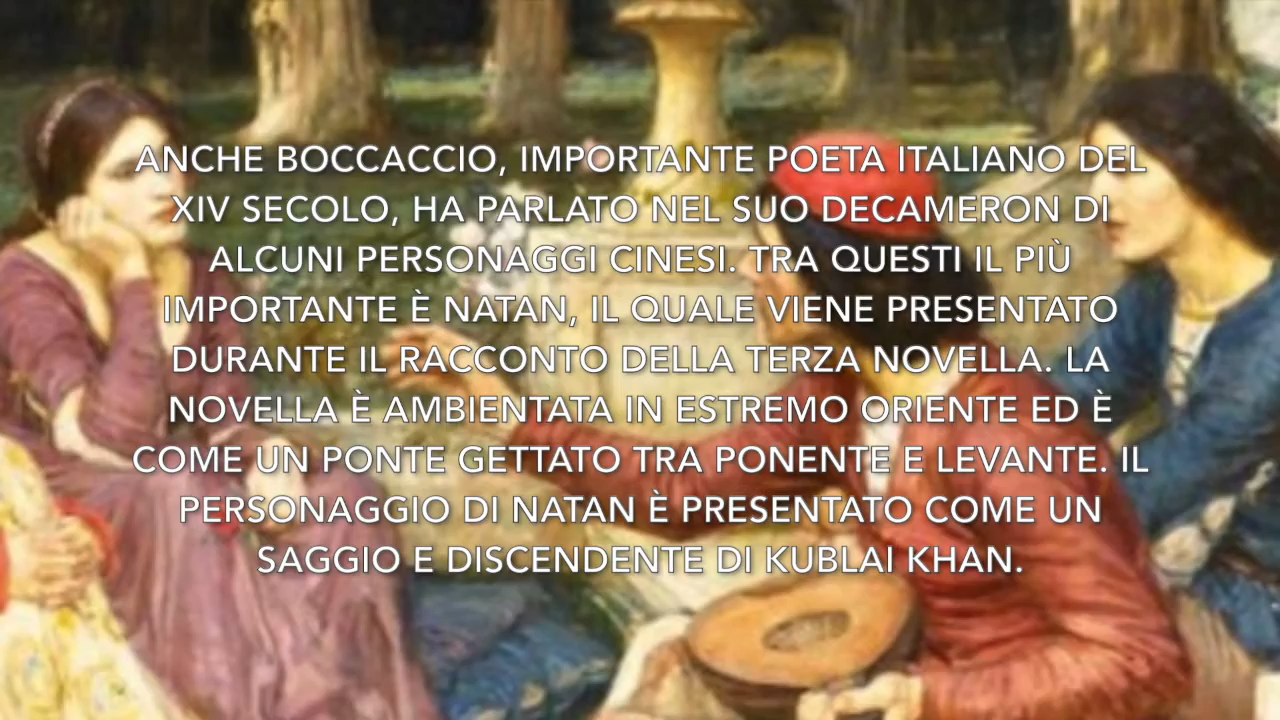 ANCHE BOCCACCIO, IMPORTANTE POETA ITALIANO DEL
XIV SECOLO, HA PARLATO NEL SUO DECAMERON DI
ALCUNI PERSONAGGI CINESI. TRA QUESTI IL PIÙ
IMPORTANTE È NATAN, IL QUALE VIENE PRESENTATO
DURANTE IL RACCONTO DELLA TERZA NOVELLA. LA
NOVELLA È AMBIENTATA IN ESTREMO ORIENTE ED È
COME UN PONTE GETTATO TRA PONENTE E LEVANTE. IL
PERSONAGGIO DI NATAN È PRESENTATO COME UN
SAGGIO E DISCENDENTE DI KUBLAI KHAN.